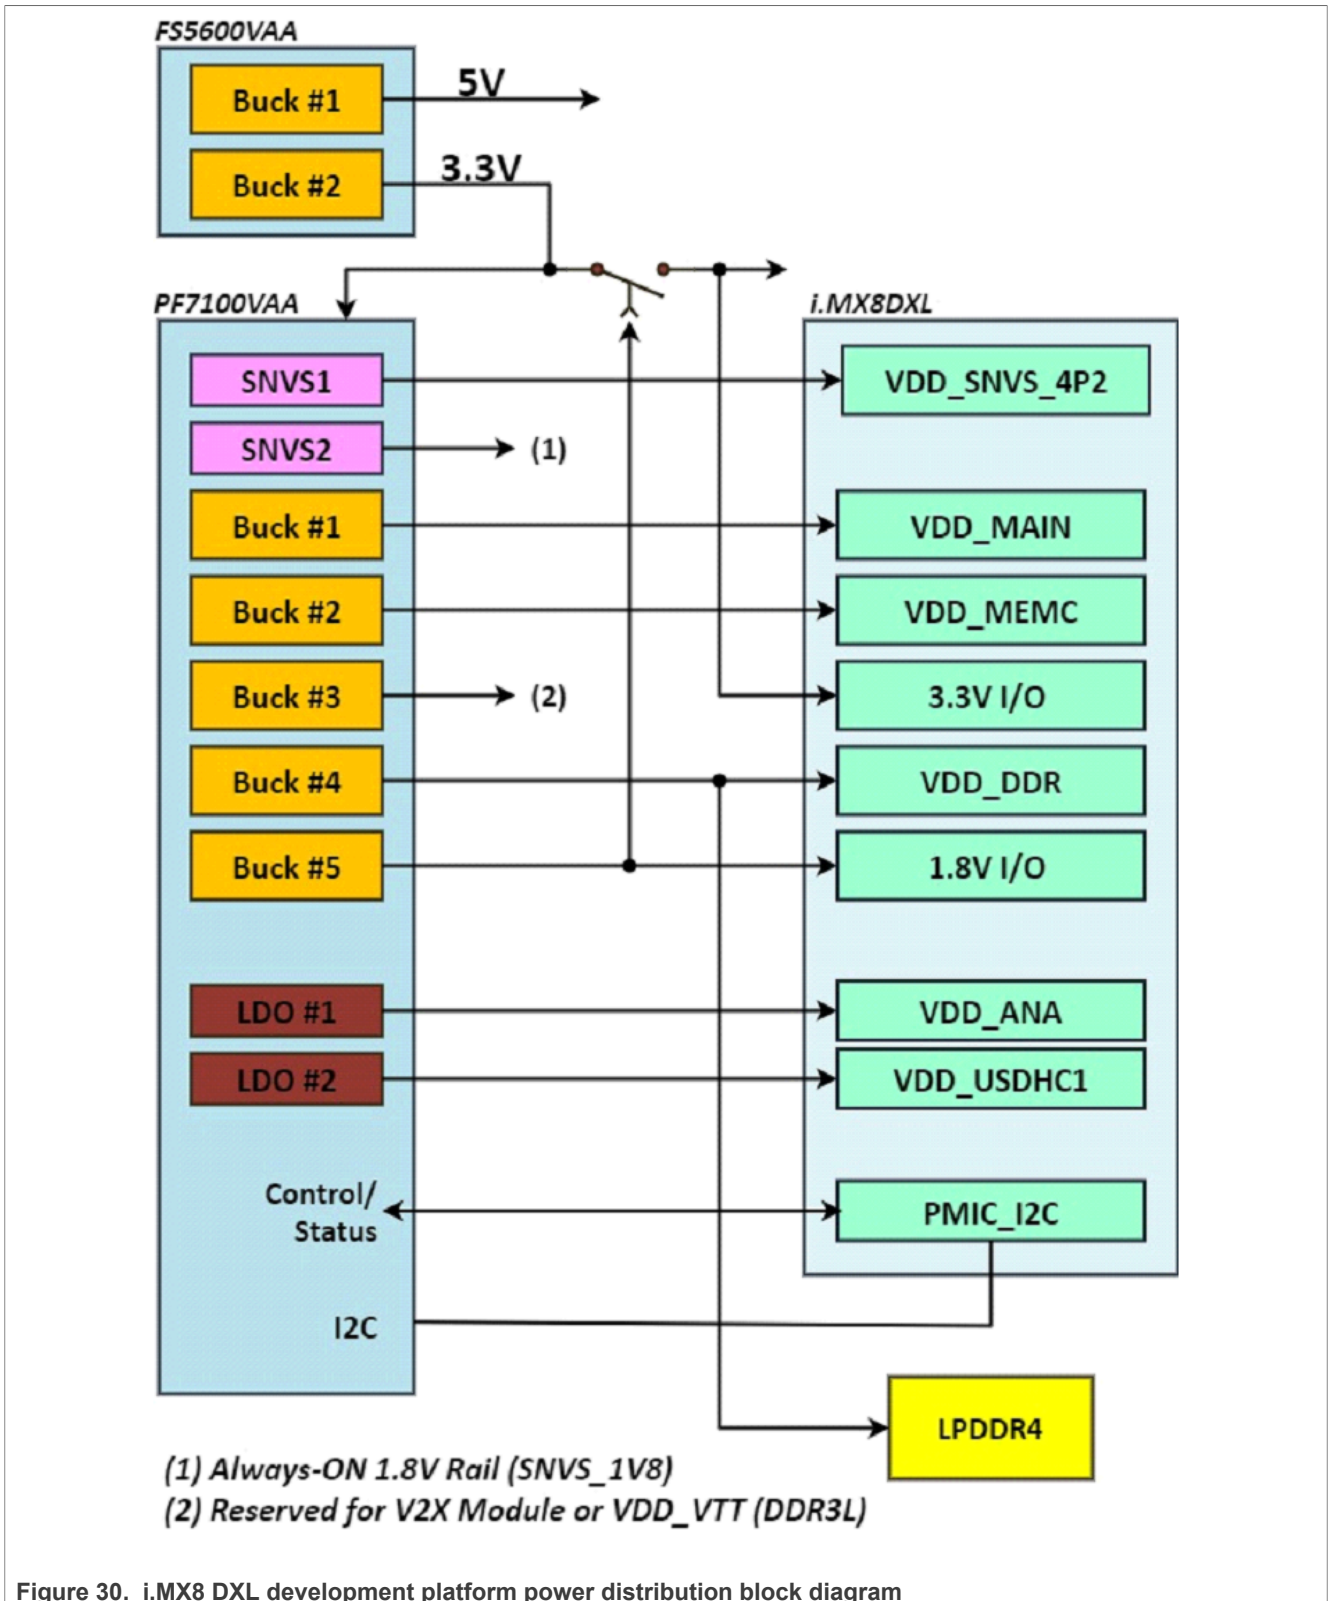 FS5600VAA
Buck #1
5V
Buck #2
3.3V
PF7100VAA
i.MX8DXL
SNVS1
VDD_SNVS_4P2
SNVS2
(1)
Buck #1
VDD_MAIN
Buck #2
VDD_MEMC
Buck #3
(2)
3.3V I/O
Buck #4
VDD_DDR
Buck #5
1.8V I/O
LDO #1
VDD_ANA
LDO #2
VDD_USDHC1
Control/
Status
PMIC_I2C
I2C
LPDDR4
(1) Always-ON 1.8V Rail (SNVS_1V8)
(2) Reserved for V2X Module or VDD_VTT (DDR3L)
Figure 30. i.MX8 DXL development platform power distribution block diagram